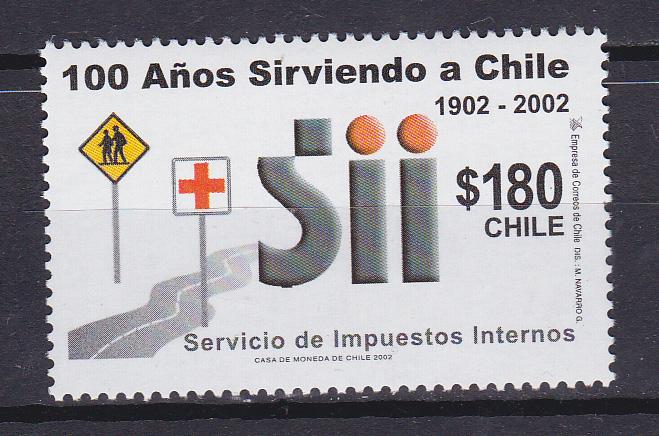 100 Años Sirviendo a Chile
1902 - 2002
Sii
$180
CHILE
Empresa de Correos de Chile DIS.: M. NAVARRO G.
Servicio de Impuestos Internos
CASA DE MONEDA DE CHILE 2002